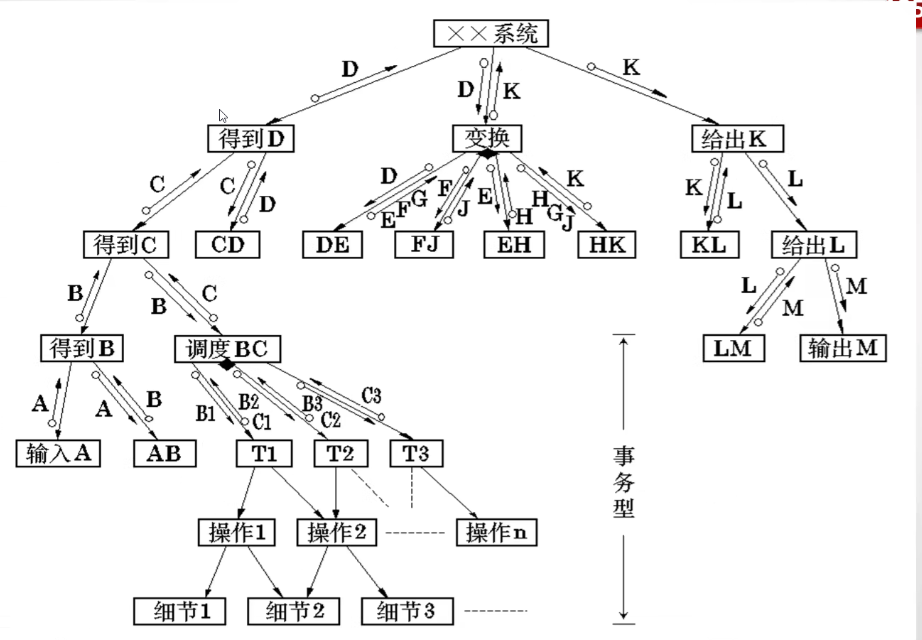 ××系统
D
D
K
K
得到D
变换
给出K
C
C
D
D
E
F
G
F
J
E
H
H
G
J
K
K
L
L
得到C
CD
DE
FJ
EH
HK
KL
给出L
B
B
C
L
M
M
得到B
调度BC
LM
输出M
A
A
B
B1
B2
C1
B3
C2
C3
输入A
AB
T1
T2
T3
事务型
操作1
操作2
操作n
细节1
细节2
细节3